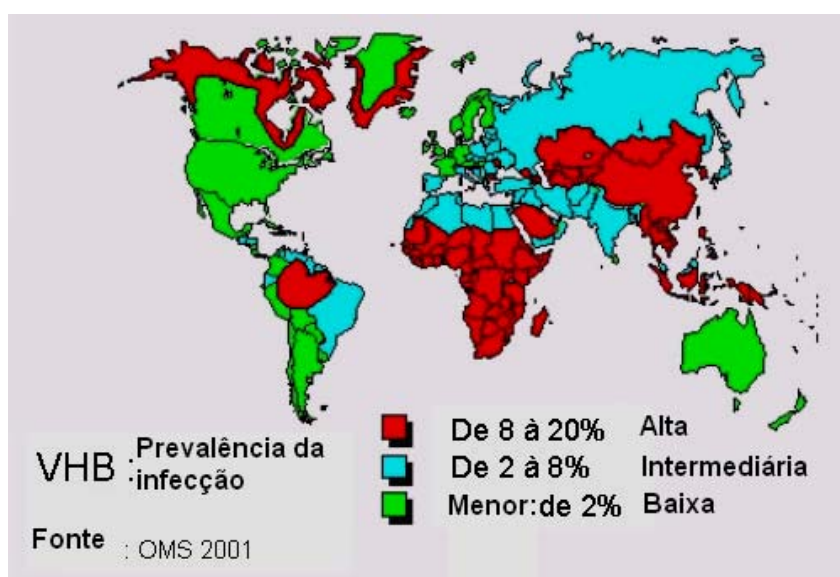 De 8 à 20% Alta
De 2 à 8% Intermediária
Menor:de 2% Baixa
VHB :Prevalência da
infecção
Fonte : OMS 2001